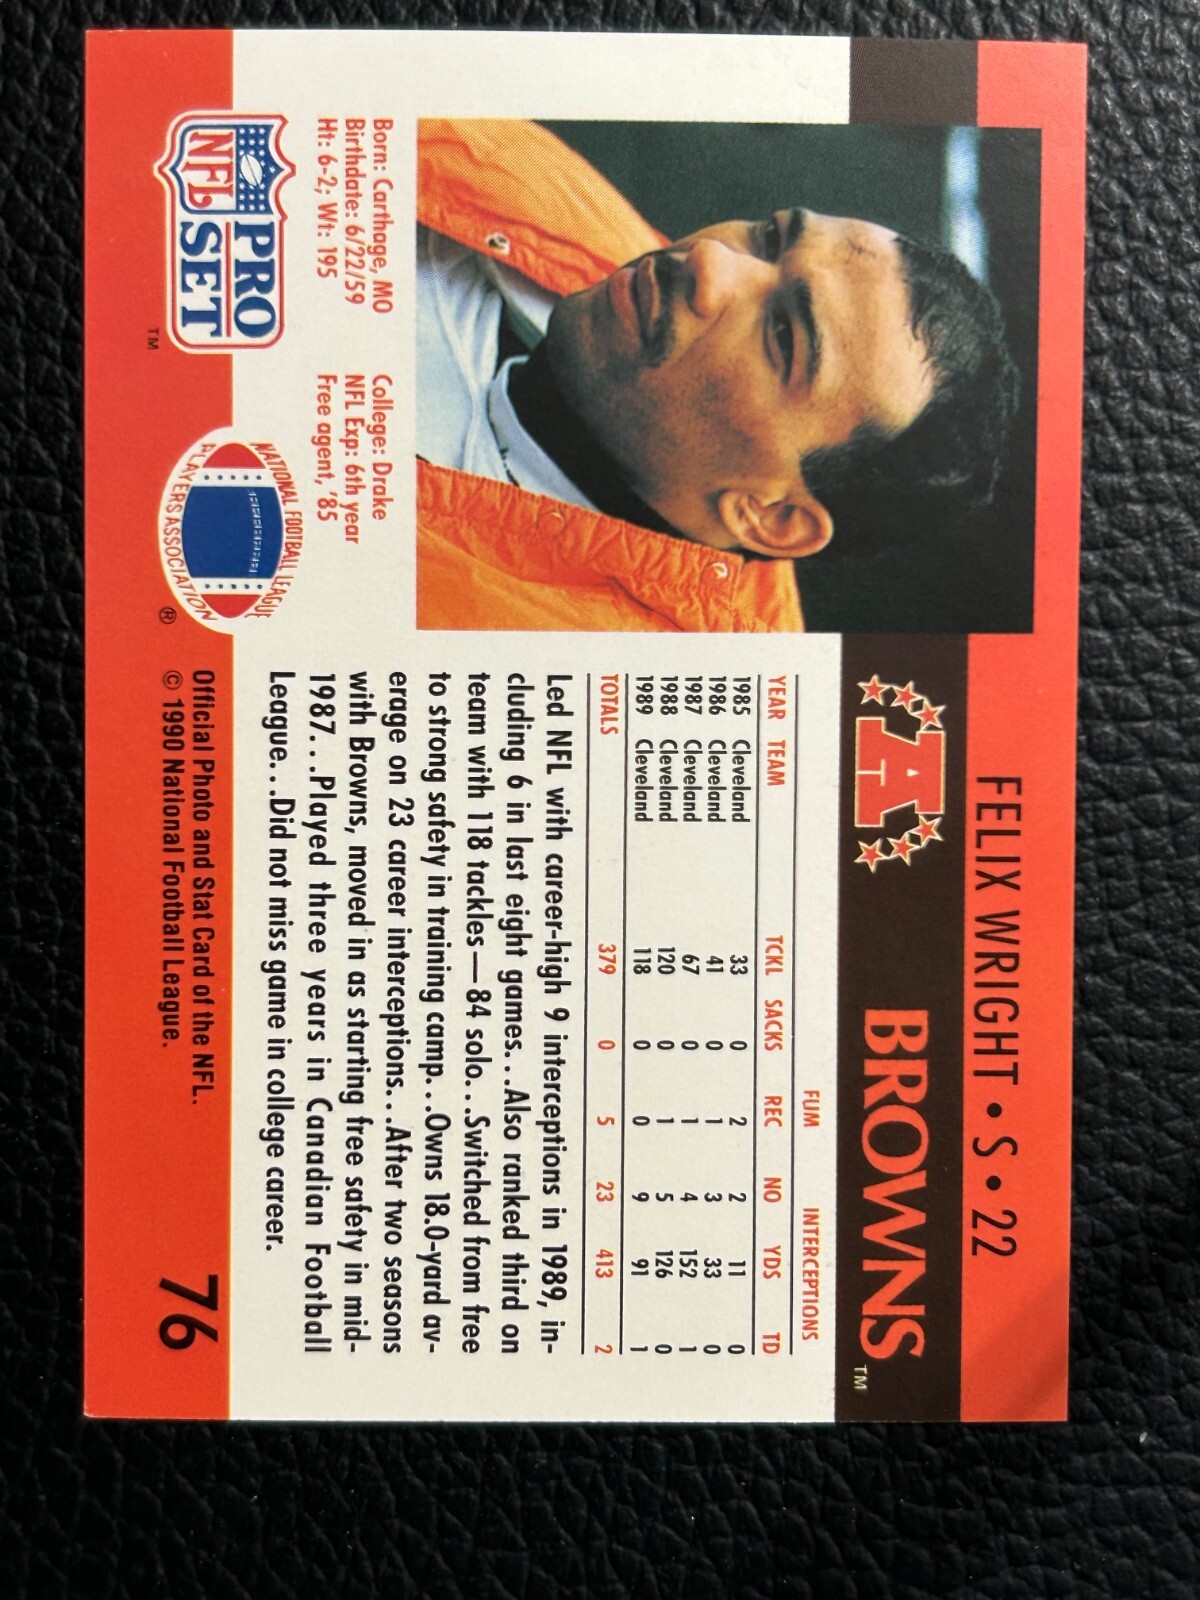 FELIX WRIGHT • S • 22
A BROWNS™
FUM INTERCEPTIONS
YEAR TEAM TCKL SACKS REC NO YDS TD
1985 Cleveland 33 0 2 2 11 0
1986 Cleveland 41 0 1 3 33 0
1987 Cleveland 67 0 1 4 152 1
1988 Cleveland 120 0 1 5 126 0
1989 Cleveland 118 0 0 9 91 1
TOTALS 379 0 5 23 413 2
Led NFL with career-high 9 interceptions in 1989, in-
cluding 6 in last eight games...Also ranked third on
team with 118 tackles—84 solo...Switched from free
to strong safety in training camp...Owns 18.0-yard av-
erage on 23 career interceptions...After two seasons
with Browns, moved in as starting free safety in mid-
1987...Played three years in Canadian Football
League...Did not miss game in college career.
Born: Carthage, MO
Birthdate: 6/22/59
Ht: 6-2; Wt: 195
College: Drake
NFL Exp: 6th year
Free agent, '85
PRO
NFL SET
™
NATIONAL FOOTBALL LEAGUE
PLAYERS ASSOCIATION
®
Official Photo and Stat Card of the NFL.
© 1990 National Football League.
76